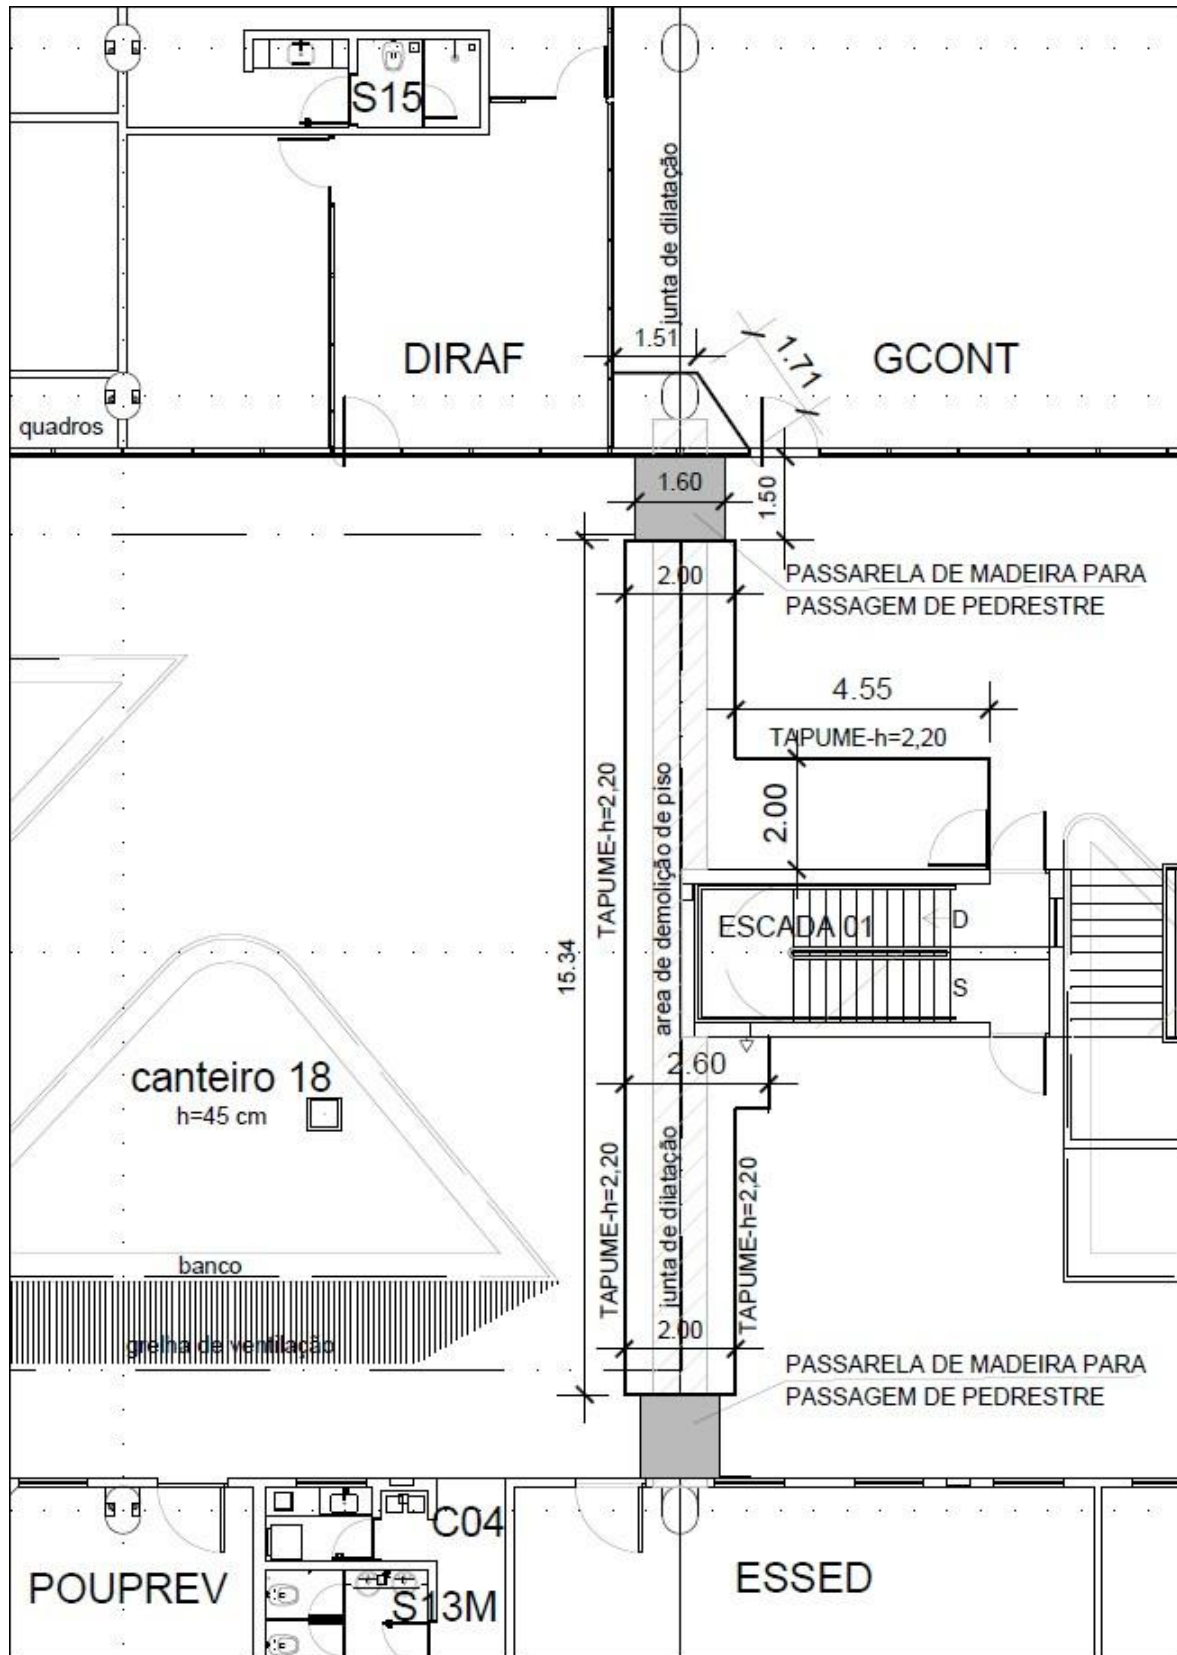 S15
junta de dilatação
1.51
1.71
DIRAF
GCONT
quadros
1.60
1.50
2.00
PASSARELA DE MADEIRA PARA
PASSAGEM DE PEDRESTRE
4.55
TAPUME-h=2,20
2.00
TAPUME-h=2,20
area de demolição de piso
ESCADA 01
D
S
15.34
2.60
canteiro 18
h=45 cm
TAPUME-h=2,20
junta de dilatação
TAPUME-h=2,20
banco
grelha de ventilação
2.00
PASSARELA DE MADEIRA PARA
PASSAGEM DE PEDRESTRE
C04
POUPREV
S13M
ESSED